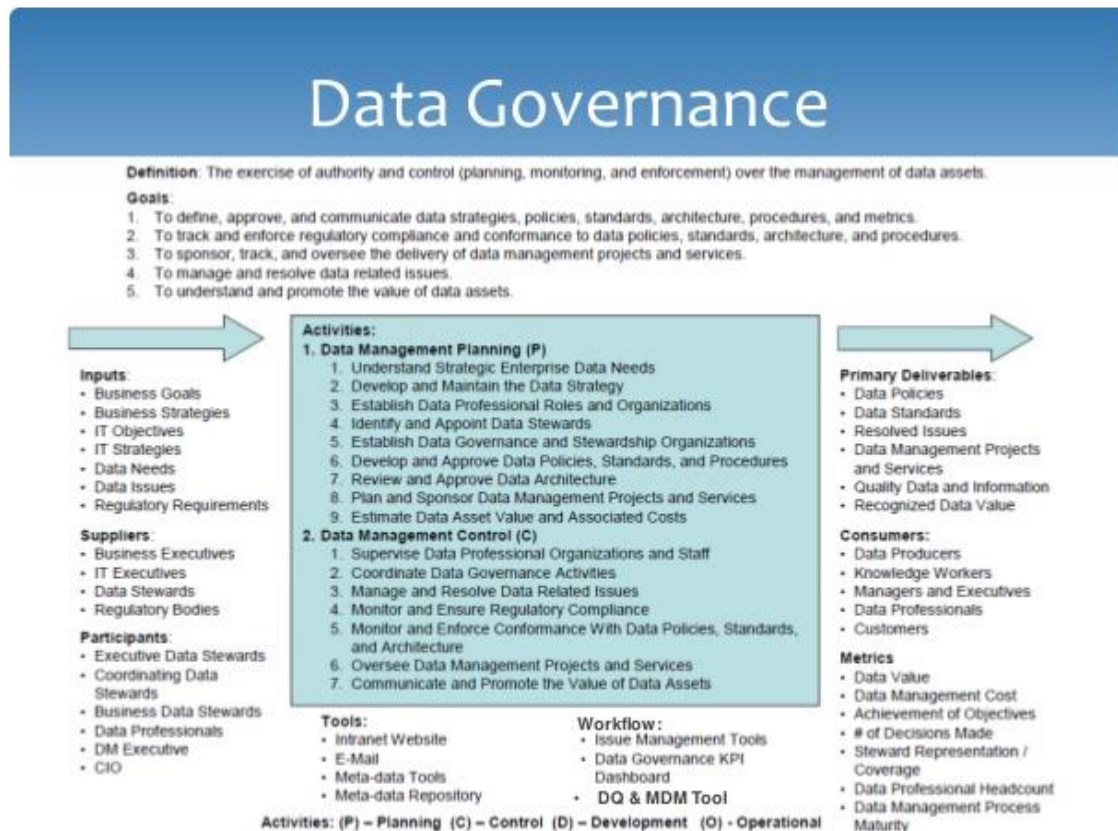 Data Governance
Definition: The exercise of authority and control (planning, monitoring, and enforcement) over the management of data assets.
Goals:
1. To define, approve, and communicate data strategies, policies, standards, architecture, procedures, and metrics.
2. To track and enforce regulatory compliance and conformance to data policies, standards, architecture, and procedures.
3. To sponsor, track, and oversee the delivery of data management projects and services.
4. To manage and resolve data related issues.
5. To understand and promote the value of data assets.
Inputs:
• Business Goals
• Business Strategies
• IT Objectives
• IT Strategies
• Data Needs
• Data Issues
• Regulatory Requirements
Suppliers:
• Business Executives
• IT Executives
• Data Stewards
• Regulatory Bodies
Participants:
• Executive Data Stewards
• Coordinating Data
Stewards
• Business Data Stewards
• Data Professionals
• DM Executive
• CIO
Activities:
1. Data Management Planning (P)
1. Understand Strategic Enterprise Data Needs
2. Develop and Maintain the Data Strategy
3. Establish Data Professional Roles and Organizations
4. Identify and Appoint Data Stewards
5. Establish Data Governance and Stewardship Organizations
6. Develop and Approve Data Policies, Standards, and Procedures
7. Review and Approve Data Architecture
8. Plan and Sponsor Data Management Projects and Services
9. Estimate Data Asset Value and Associated Costs
2. Data Management Control (C)
1. Supervise Data Professional Organizations and Staff
2. Coordinate Data Governance Activities
3. Manage and Resolve Data Related Issues
4. Monitor and Ensure Regulatory Compliance
5. Monitor and Enforce Conformance With Data Policies, Standards,
and Architecture
6. Oversee Data Management Projects and Services
7. Communicate and Promote the Value of Data Assets
Tools:
• Intranet Website
• E-Mail
• Meta-data Tools
• Meta-data Repository
Workflow:
• Issue Management Tools
• Data Governance KPI
Dashboard
• DQ & MDM Tool
Primary Deliverables:
• Data Policies
• Data Standards
• Resolved Issues
• Data Management Projects
and Services
• Quality Data and Information
• Recognized Data Value
Consumers:
• Data Producers
• Knowledge Workers
• Managers and Executives
• Data Professionals
• Customers
Metrics
• Data Value
• Data Management Cost
• Achievement of Objectives
• # of Decisions Made
• Steward Representation /
Coverage
• Data Professional Headcount
• Data Management Process
Maturity
Activities: (P) – Planning (C) – Control (D) – Development (O) - Operational